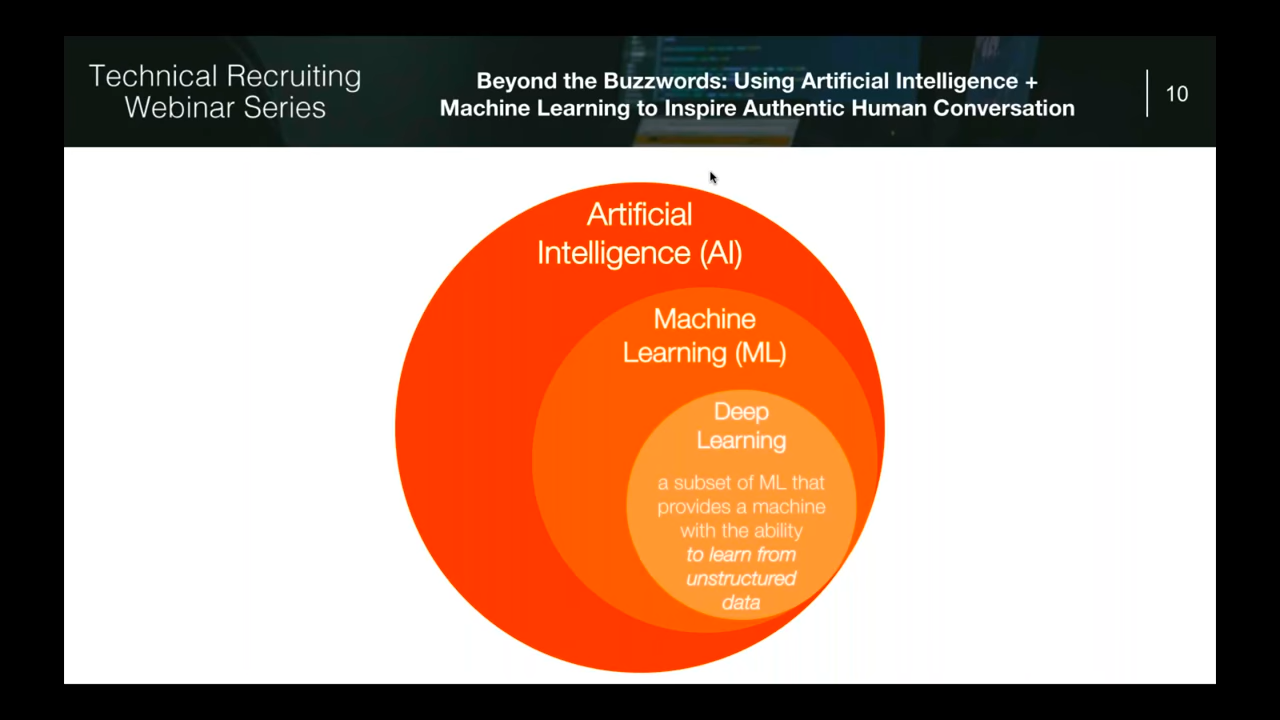 Technical Recruiting
Webinar Series
Beyond the Buzzwords: Using Artificial Intelligence +
Machine Learning to Inspire Authentic Human Conversation
10
Artificial
Intelligence (AI)
Machine
Learning (ML)
Deep
Learning
a subset of ML that
provides a machine
with the ability
to learn from
unstructured
data